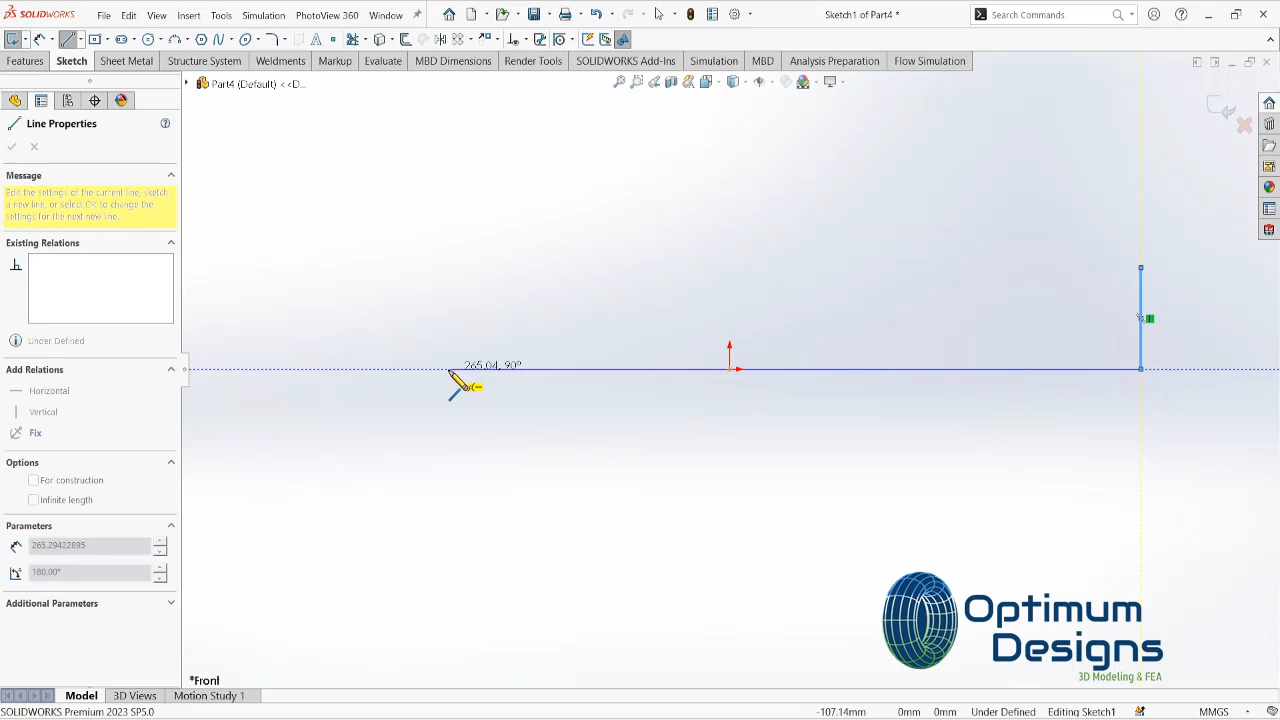 SOLIDWORKS
File
Edit
View
Insert
Tools
Simulation
PhotoView 360
Window
Sketch1 of Part4 *
Search Commands
Features
Sketch
Sheet Metal
Structure System
Weldments
Markup
Evaluate
MBD Dimensions
Render Tools
SOLIDWORKS Add-Ins
Simulation
MBD
Analysis Preparation
Flow Simulation
Part4 (Default) <<D...
Line Properties
Message
Edit the settings of the current line, sketch
a new line, or select OK to change the
settings for the next new line.
Existing Relations
Under Defined
Add Relations
Horizontal
Vertical
Fix
Options
For construction
Infinite length
Parameters
265.29422895
180.00°
Additional Parameters
265.04, 90°
Optimum
Designs
3D Modeling & FEA
*Front
Model
3D Views
Motion Study 1
SOLIDWORKS Premium 2023 SP5.0
-107.14mm
0mm
0mm
Under Defined
Editing Sketch1
MMGS